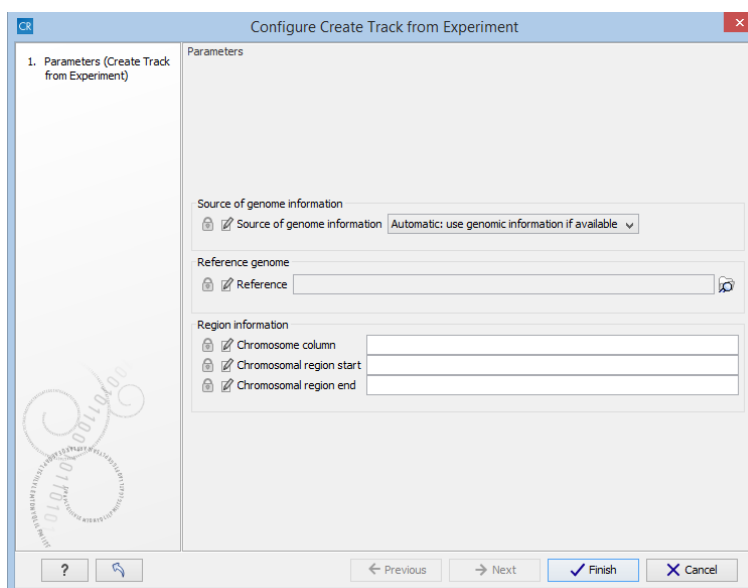 CR
Configure Create Track from Experiment
×
1. Parameters (Create Track
from Experiment)
Parameters
Source of genome information
Source of genome information Automatic: use genomic information if available
Reference genome
Reference
Region information
Chromosome column
Chromosomal region start
Chromosomal region end
? Previous Next Finish Cancel